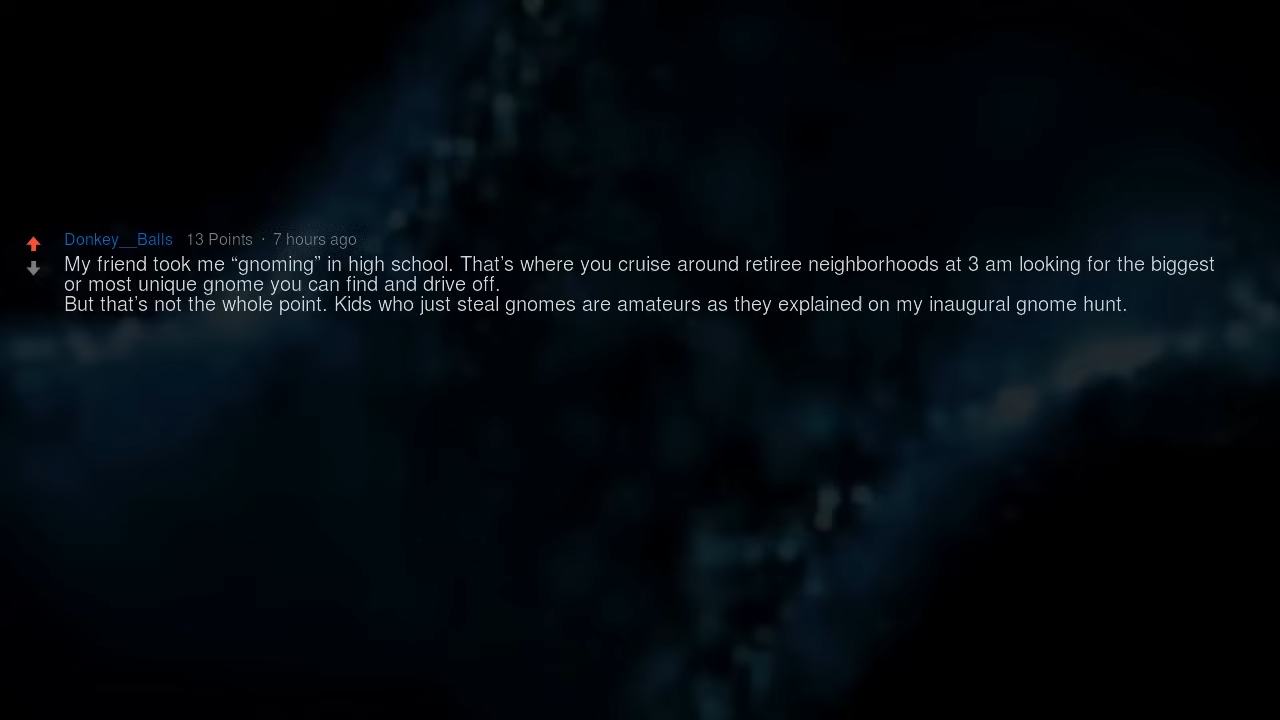 Donkey__Balls 13 Points · 7 hours ago
My friend took me “gnoming” in high school. That’s where you cruise around retiree neighborhoods at 3 am looking for the biggest
or most unique gnome you can find and drive off.
But that’s not the whole point. Kids who just steal gnomes are amateurs as they explained on my inaugural gnome hunt.